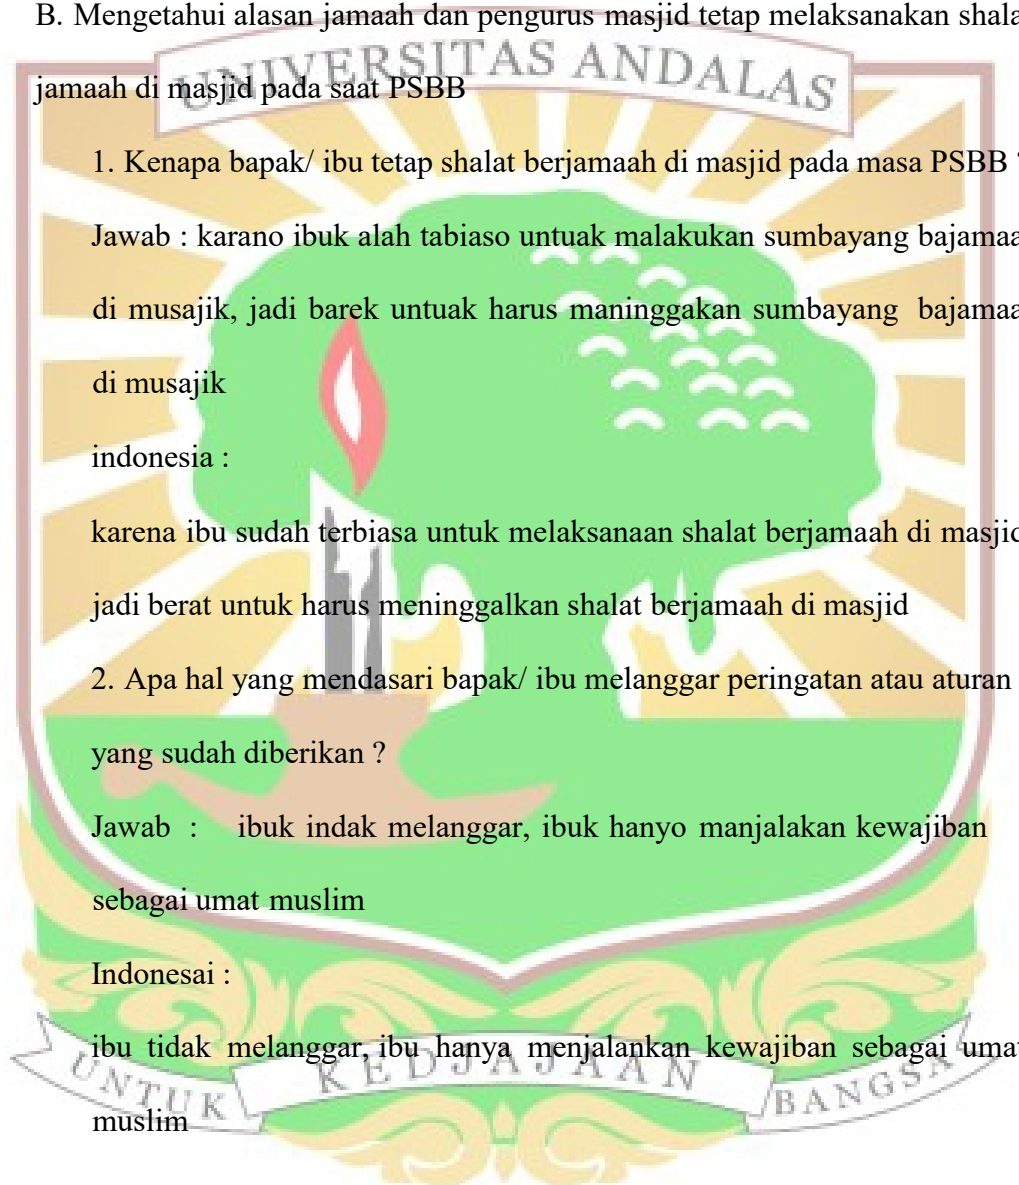 UNIVERSITAS ANDALAS
B. Mengetahui alasan jamaah dan pengurus masjid tetap melaksanakan shala
jamaah di masjid pada saat PSBB
1. Kenapa bapak/ ibu tetap shalat berjamaah di masjid pada masa PSBB ?
Jawab : karano ibuk alah tabiaso untuak malakukan sumbayang bajamaa
di musajik, jadi barek untuak harus maninggakan sumbayang bajamaa
di musajik
indonesia :
karena ibu sudah terbiasa untuk melaksanaan shalat berjamaah di masjid
jadi berat untuk harus meninggalkan shalat berjamaah di masjid
2. Apa hal yang mendasari bapak/ ibu melanggar peringatan atau aturan
yang sudah diberikan ?
Jawab : ibuk indak melanggar, ibuk hanyo manjalakan kewajiban
sebagai umat muslim
Indonesai :
ibu tidak melanggar, ibu hanya menjalankan kewajiban sebagai umat
muslim
UNTUK KEDJAJAAN BANGSA